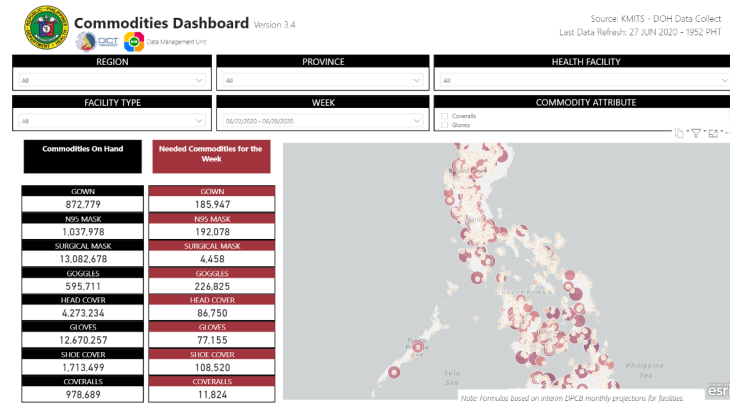 Commodities Dashboard Version 3.4
DICT
Data Management Unit
Source: KMITS - DOH Data Collect
Last Data Refresh: 27 JUN 2020 - 1952 PHT
REGION
All
PROVINCE
All
HEALTH FACILITY
All
FACILITY TYPE
All
WEEK
06/22/2020 - 06/28/2020
COMMODITY ATTRIBUTE
Coveralls
Gloves
Commodities On Hand
GOWN
872,779
N95 MASK
1,037,978
SURGICAL MASK
13,082,678
GOGGLES
595,711
HEAD COVER
4,273,234
GLOVES
12,670,257
SHOE COVER
1,713,499
COVERALLS
978,689
Needed Commodities for the
Week
GOWN
185,947
N95 MASK
192,078
SURGICAL MASK
4,458
GOGGLES
226,825
HEAD COVER
86,750
GLOVES
77,155
SHOE COVER
108,520
COVERALLS
11,824
PHILIPPINES
Sulu
Sea
Philippine
Sea
esri
Note: Formulas based on interim DPCB monthly projections for facilities.